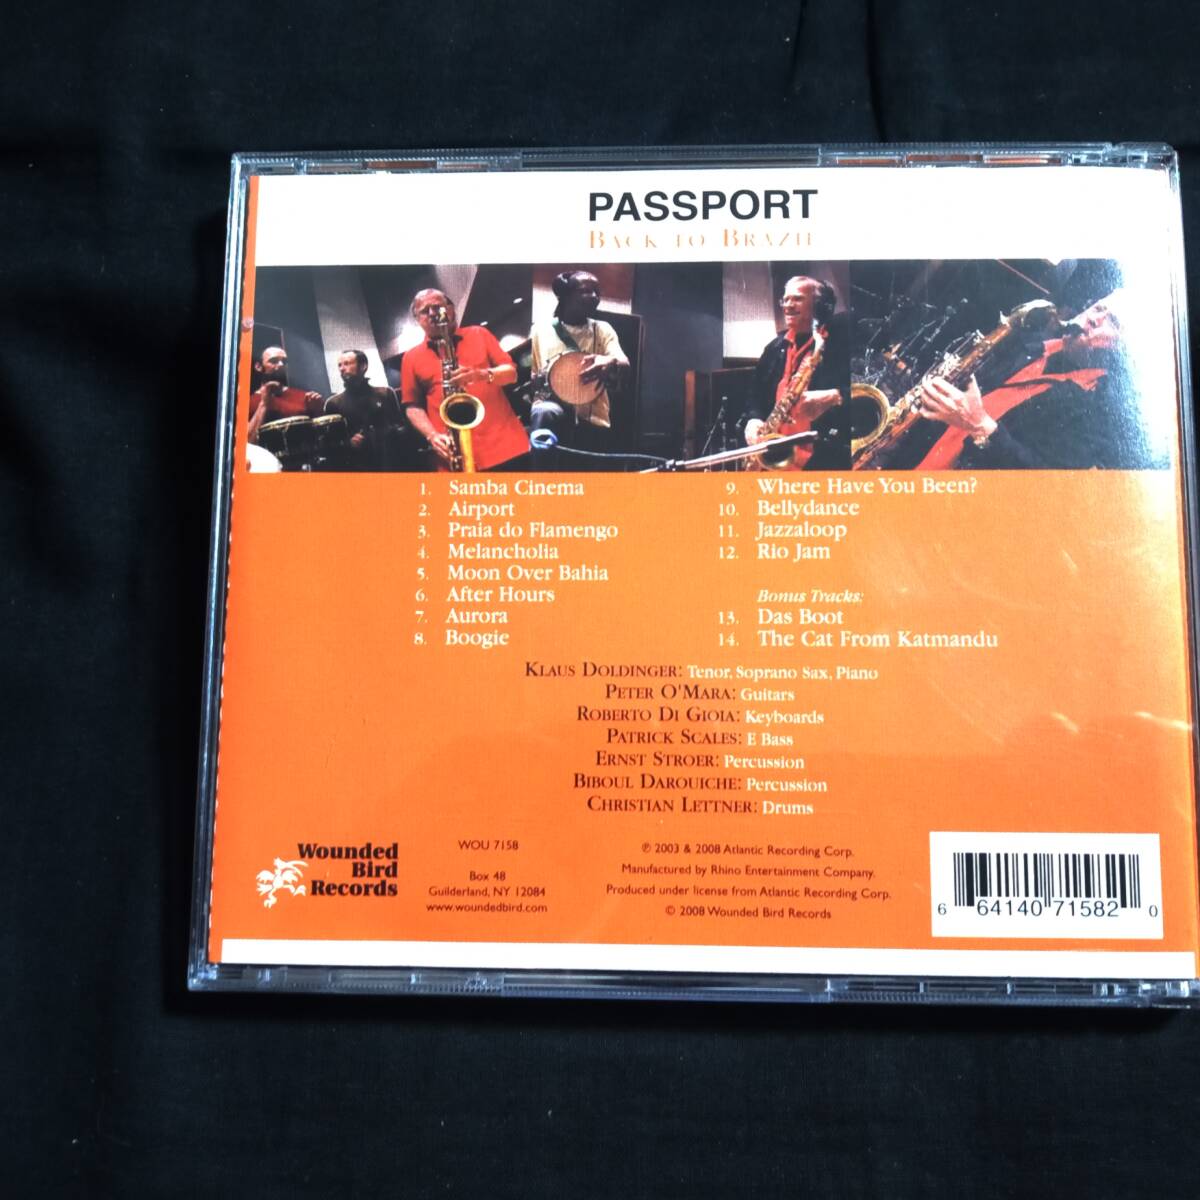 PASSPORT
BACK TO BRAZIL
1. Samba Cinema
2. Airport
3. Praia do Flamengo
4. Melancholia
5. Moon Over Bahia
6. After Hours
7. Aurora
8. Boogie
9. Where Have You Been?
10. Bellydance
11. Jazzaloop
12. Rio Jam
Bonus Tracks:
13. Das Boot
14. The Cat From Katmandu
KLAUS DOLDINGER: Tenor, Soprano Sax, Piano
PETER O'MARA: Guitars
ROBERTO DI GIOIA: Keyboards
PATRICK SCALES: E Bass
ERNST STROER: Percussion
BIBOUL DAROUICHE: Percussion
CHRISTIAN LETTNER: Drums
Wounded
Bird
Records
WOU 7158
Box 48
Guilderland, NY 12084
www.woundedbird.com
℗ 2003 & 2008 Atlantic Recording Corp.
Manufactured by Rhino Entertainment Company.
Produced under license from Atlantic Recording Corp.
© 2008 Wounded Bird Records
6 64140 71582 0